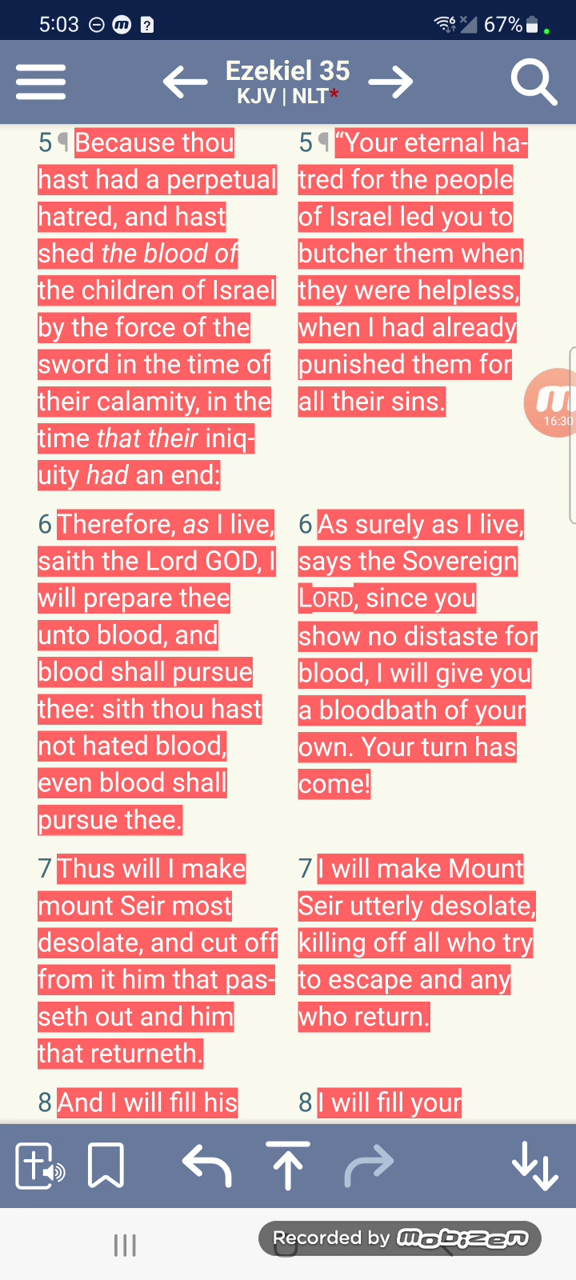 5:03 m ? 6 67%
Ezekiel 35
KJV | NLT*
5 ¶ Because thou
hast had a perpetual
hatred, and hast
shed the blood of
the children of Israel
by the force of the
sword in the time of
their calamity, in the
time that their iniq-
uity had an end:
5 ¶ “Your eternal ha-
tred for the people
of Israel led you to
butcher them when
they were helpless,
when I had already
punished them for
all their sins.
m
16:30
6 Therefore, as I live,
saith the Lord GOD, I
will prepare thee
unto blood, and
blood shall pursue
thee: sith thou hast
not hated blood,
even blood shall
pursue thee.
6 As surely as I live,
says the Sovereign
LORD, since you
show no distaste for
blood, I will give you
a bloodbath of your
own. Your turn has
come!
7 Thus will I make
mount Seir most
desolate, and cut off
from it him that pas-
seth out and him
that returneth.
7 I will make Mount
Seir utterly desolate,
killing off all who try
to escape and any
who return.
8 And I will fill his
8 I will fill your
Recorded by Mobizen